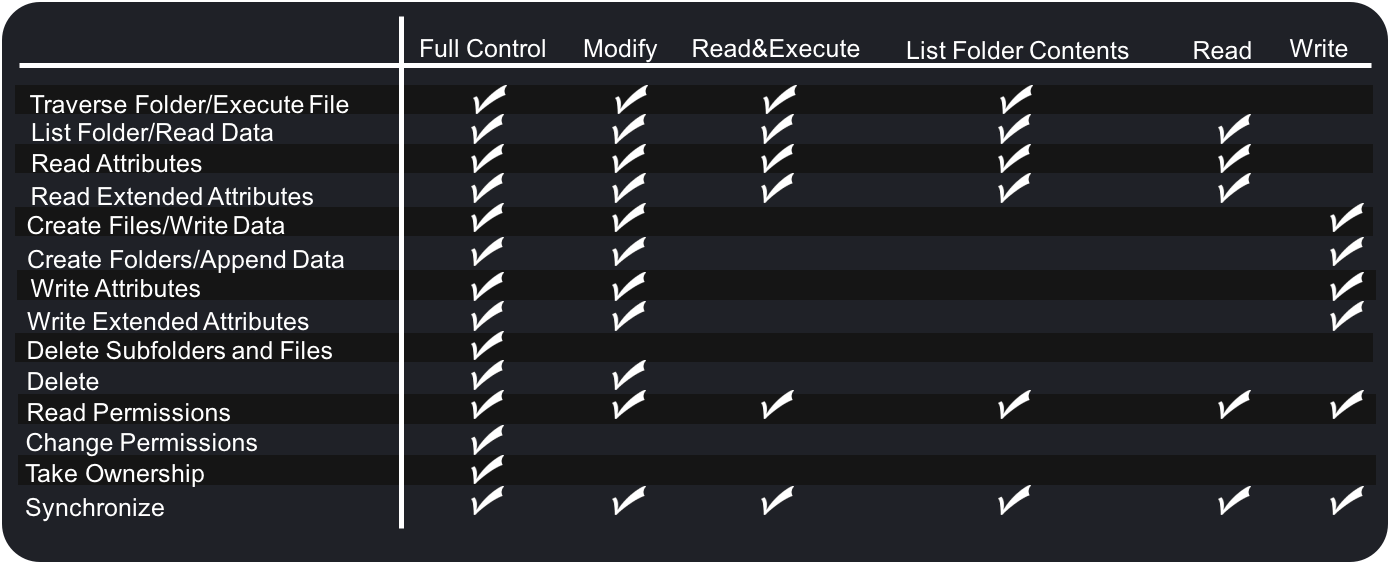 Full Control Modify Read&Execute List Folder Contents Read Write
Traverse Folder/Execute File
List Folder/Read Data
Read Attributes
Read Extended Attributes
Create Files/Write Data
Create Folders/Append Data
Write Attributes
Write Extended Attributes
Delete Subfolders and Files
Delete
Read Permissions
Change Permissions
Take Ownership
Synchronize